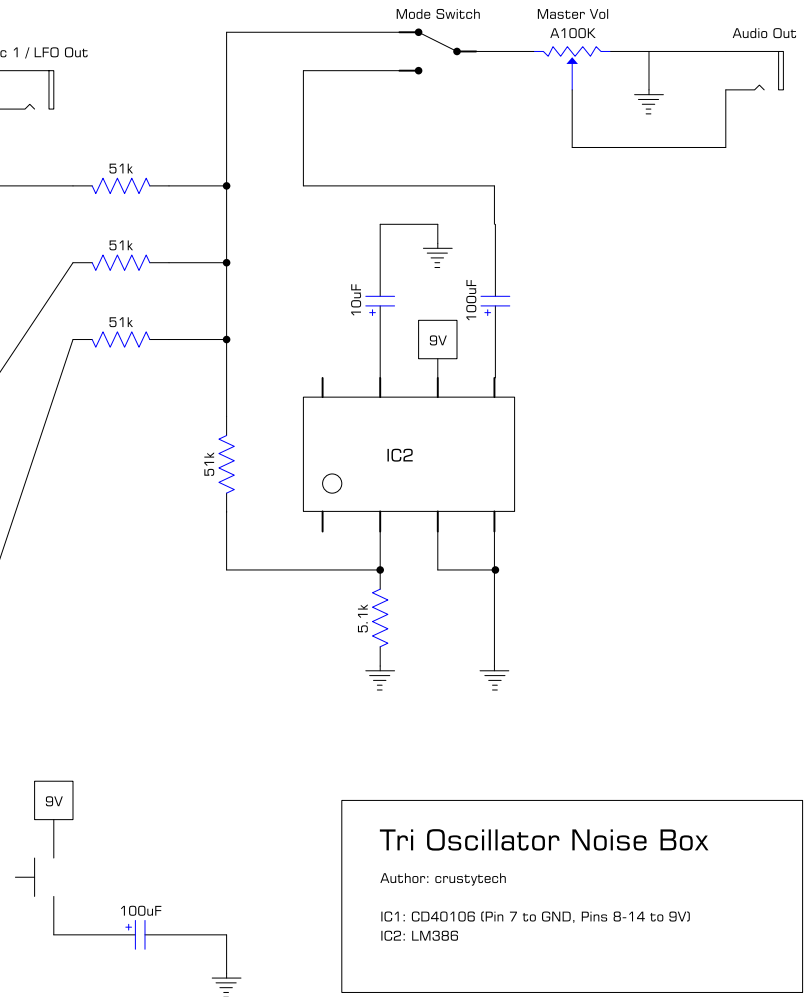 Mode Switch
Master Vol
A100K
Audio Out
c 1 / LFO Out
51k
51k
51k
10uF
+
100uF
+
9V
51k
IC2
5.1k
9V
100uF
+
Tri Oscillator Noise Box
Author: crustytech
IC1: CD40106 (Pin 7 to GND, Pins 8-14 to 9V)
IC2: LM386